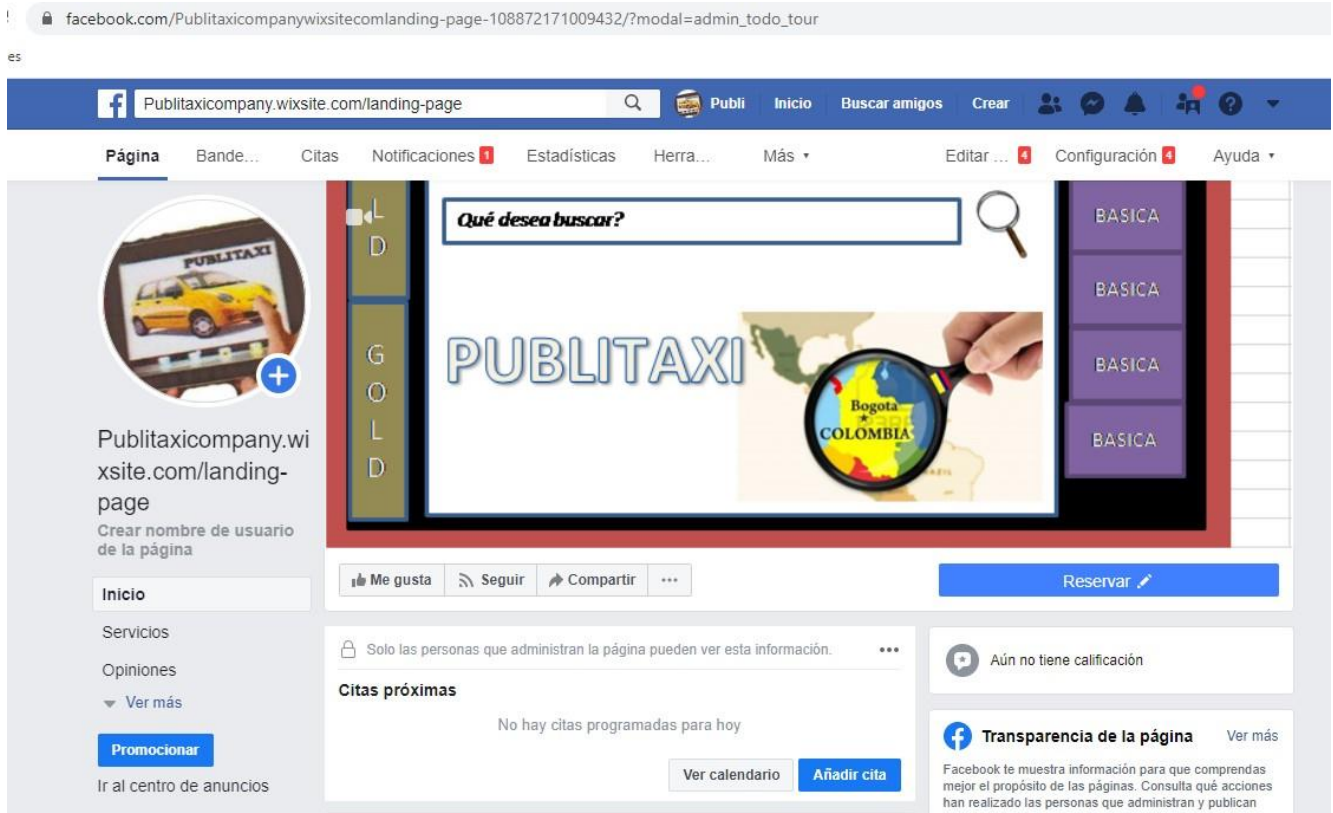 facebook.com/Publitaxicompanywixsitecomlanding-page-108872171009432/?modal=admin_todo_tour
es
Publitaxicompany.wixsite.com/landing-page
Publi Inicio Buscar amigos Crear
Página Bande... Citas Notificaciones 1 Estadísticas Herra... Más Editar ... 4 Configuración 4 Ayuda
PUBLITAXI
Publitaxicompany.wi
xsite.com/landing-
page
Crear nombre de usuario
de la página
Inicio
Servicios
Opiniones
Ver más
Promocionar
Ir al centro de anuncios
L
D
G
O
L
D
Qué desea buscar?
PUBLITAXI
Bogota
COLOMBIA
BASICA
BASICA
BASICA
BASICA
Me gusta Seguir Compartir ...
Reservar
Solo las personas que administran la página pueden ver esta información.
Citas próximas
No hay citas programadas para hoy
Ver calendario Añadir cita
Aún no tiene calificación
Transparencia de la página Ver más
Facebook te muestra información para que comprendas
mejor el propósito de las páginas. Consulta qué acciones
han realizado las personas que administran y publican